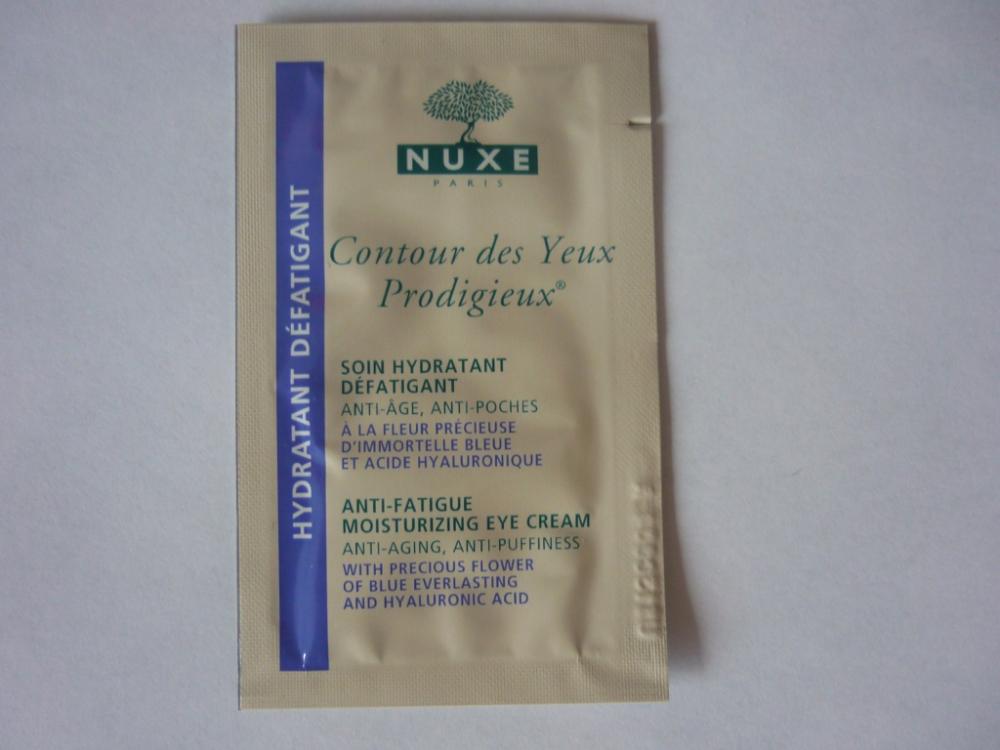 NUXE
PARIS
HYDRATANT DÉFATIGANT
Contour des Yeux
Prodigieux®
SOIN HYDRATANT
DÉFATIGANT
ANTI-ÂGE, ANTI-POCHES
À LA FLEUR PRÉCIEUSE
D'IMMORTELLE BLEUE
ET ACIDE HYALURONIQUE
ANTI-FATIGUE
MOISTURIZING EYE CREAM
ANTI-AGING, ANTI-PUFFINESS
WITH PRECIOUS FLOWER
OF BLUE EVERLASTING
AND HYALURONIC ACID